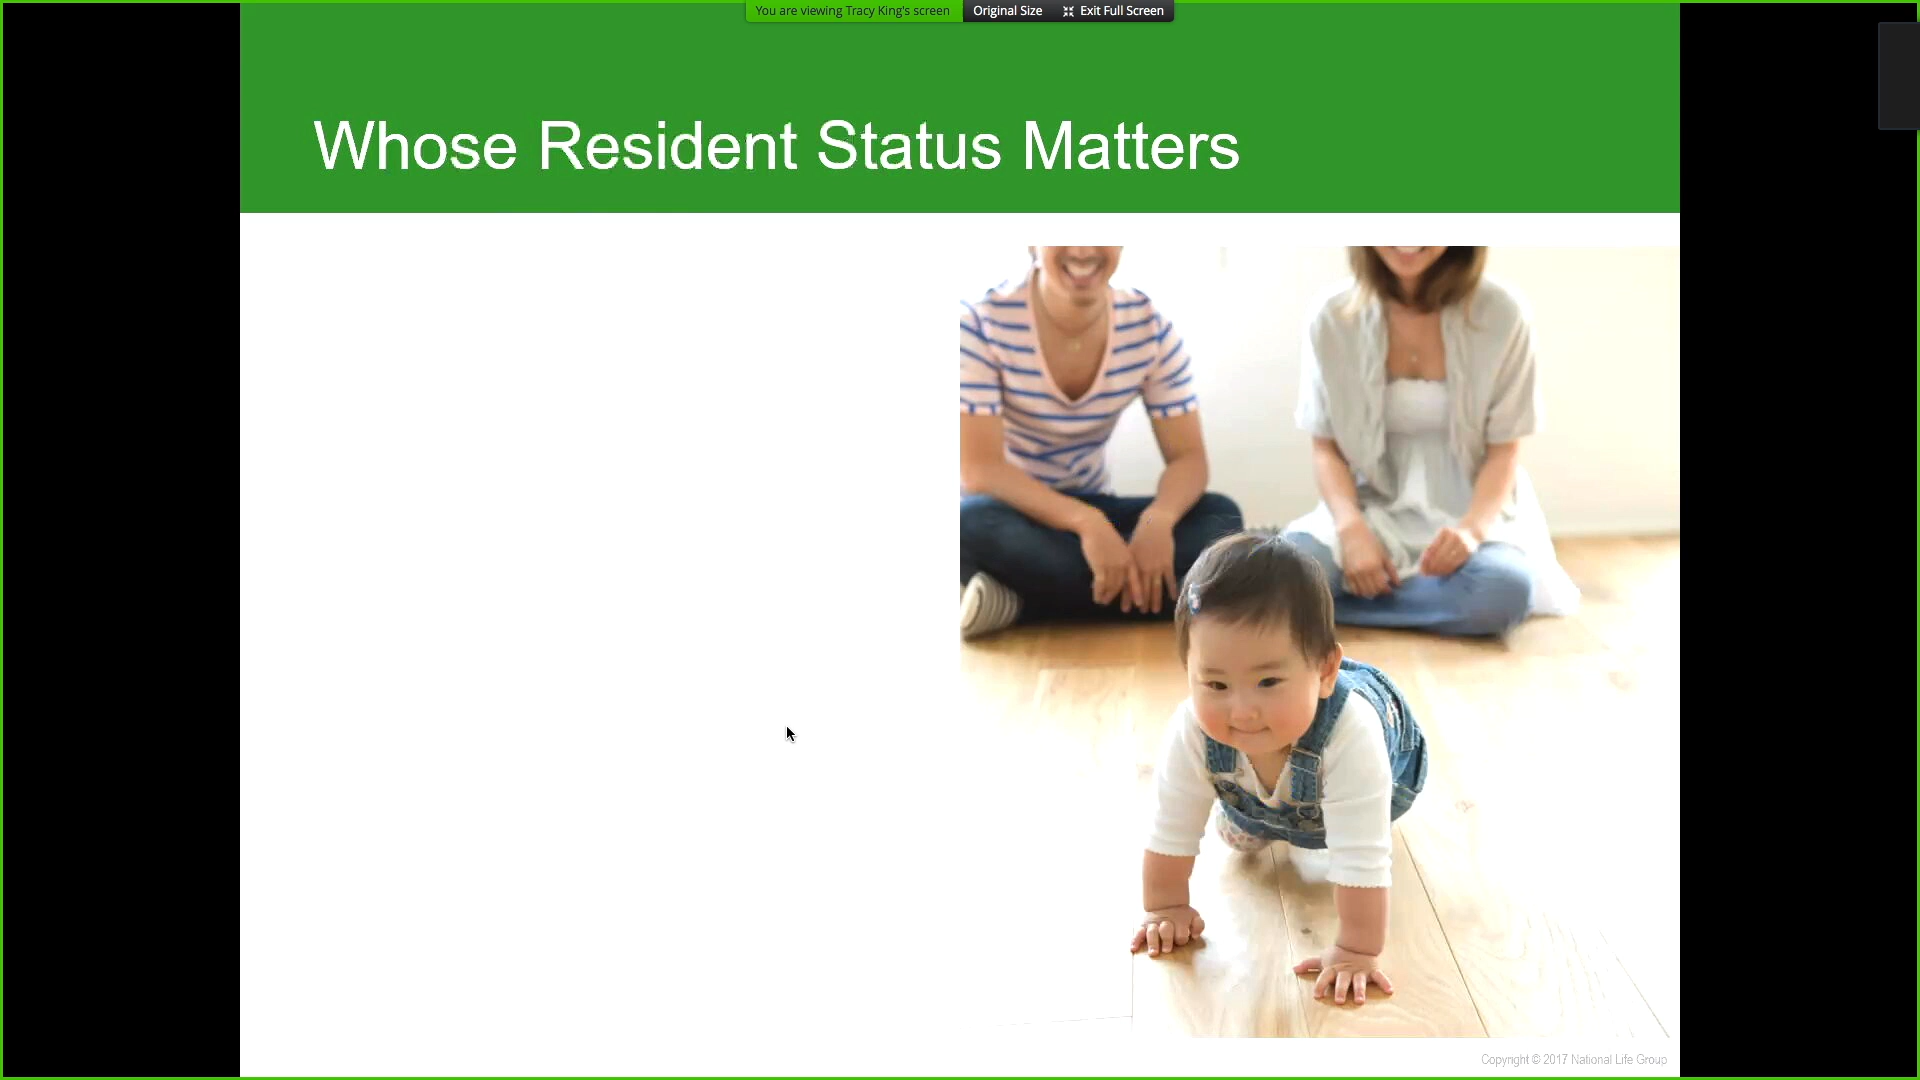 You are viewing Tracy King's screen Original Size Exit Full Screen
Whose Resident Status Matters
Copyright © 2017 National Life Group